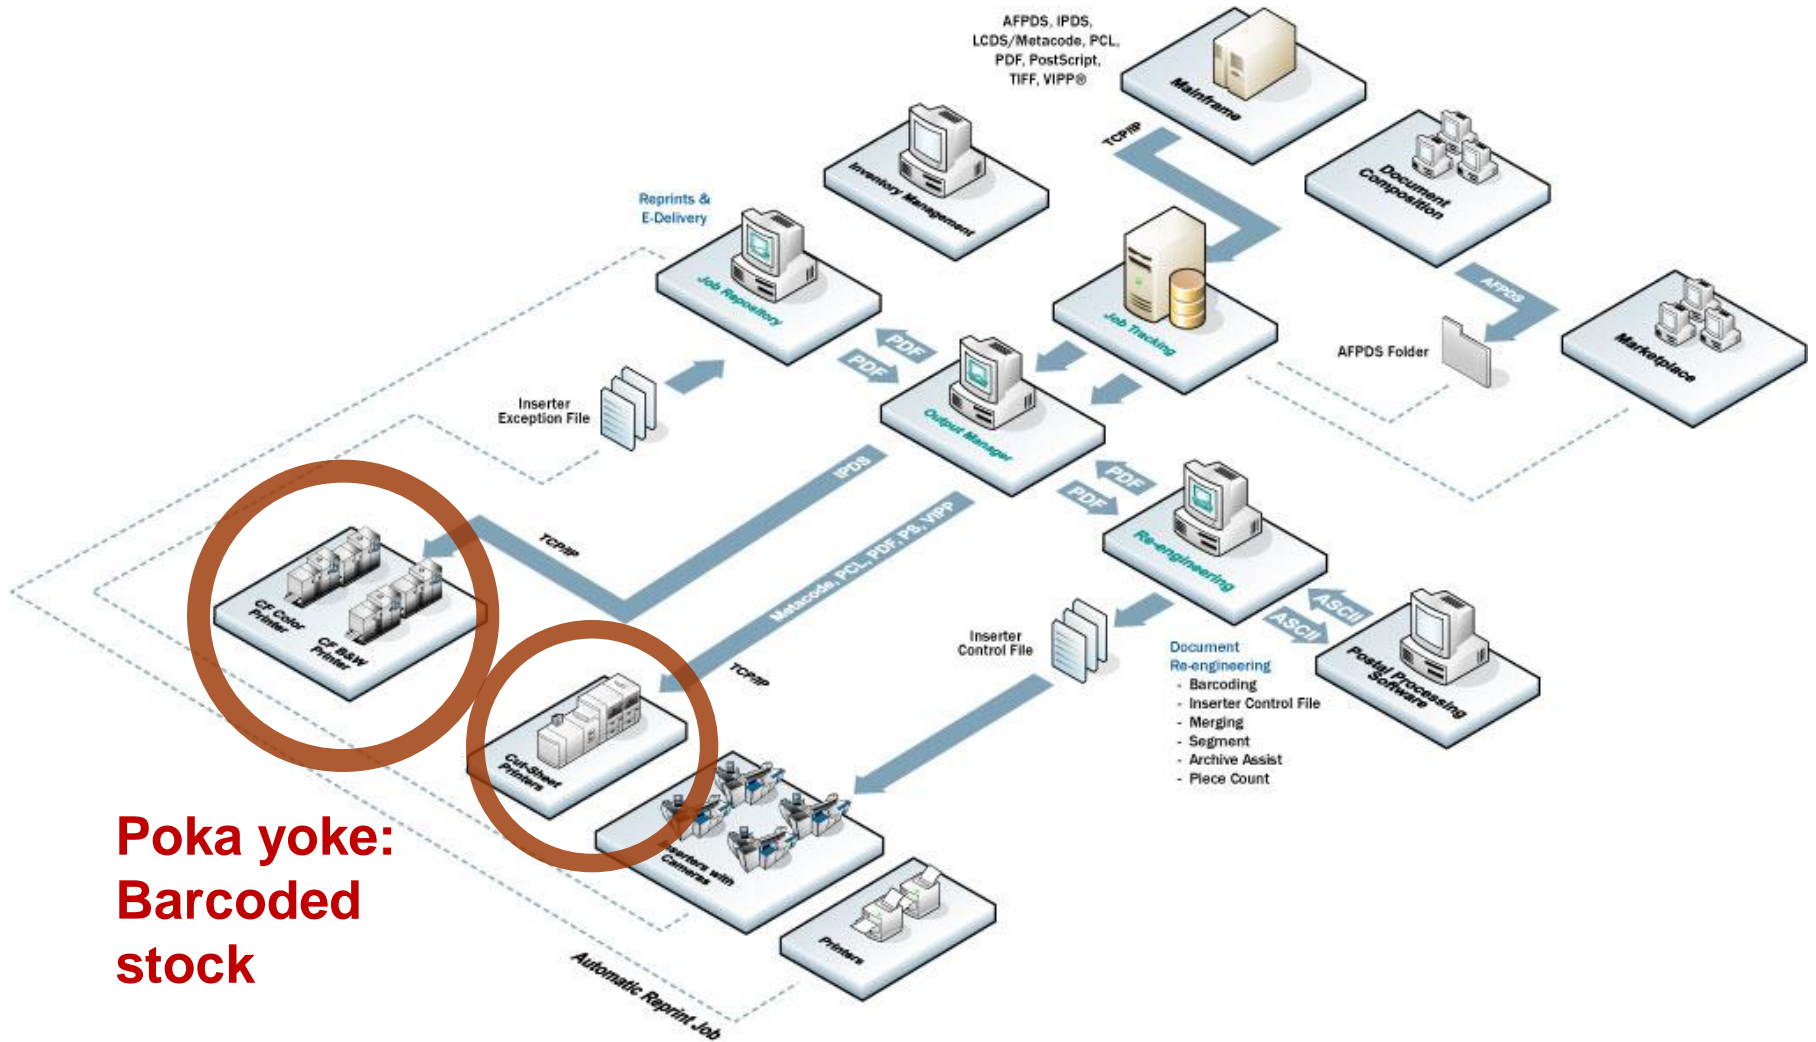 AFPDS, IPDS,
LCDS/Metacode, PCL,
PDF, PostScript,
TIFF, VIPP®
Mainframe
TCP/IP
Document
Composition
Inventory Management
Reprints &
E-Delivery
Job Repository
Job Tracking
AFPDS
AFPDS Folder
Marketplace
PDF
PDF
Inserter
Exception File
Output Manager
IPDS
PDF
PDF
TCP/IP
Metacode, PCL, PDF, PS, VIPP
Re-engineering
CF Color
Printer
CF B&W
Printer
ASCII
ASCII
Inserter
Control File
Document
Re-engineering
- Barcoding
- Inserter Control File
- Merging
- Segment
- Archive Assist
- Piece Count
Postal Processing
Software
TCP/IP
Cut-Sheet
Printers
Inserters with
Cameras
Printers
Poka yoke:
Barcoded
stock
Automatic Reprint Job